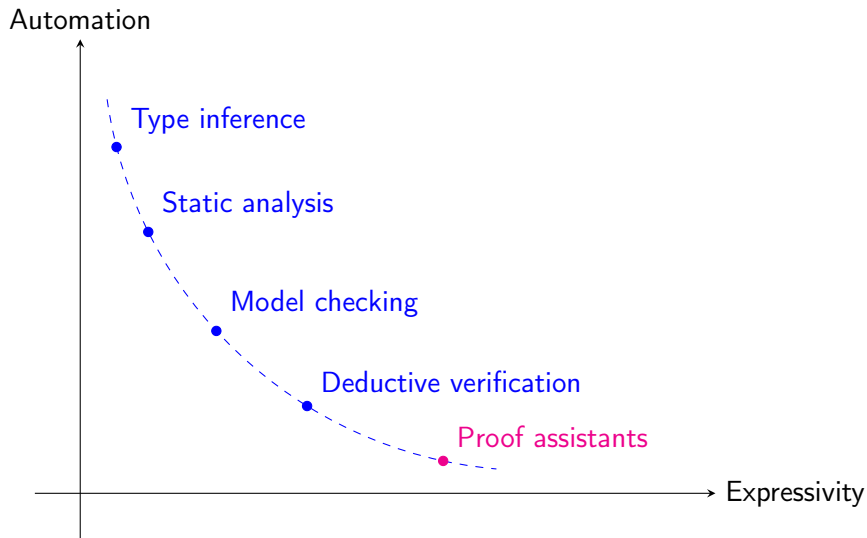 Automation
Type inference
Static analysis
Model checking
Deductive verification
Proof assistants
Expressivity